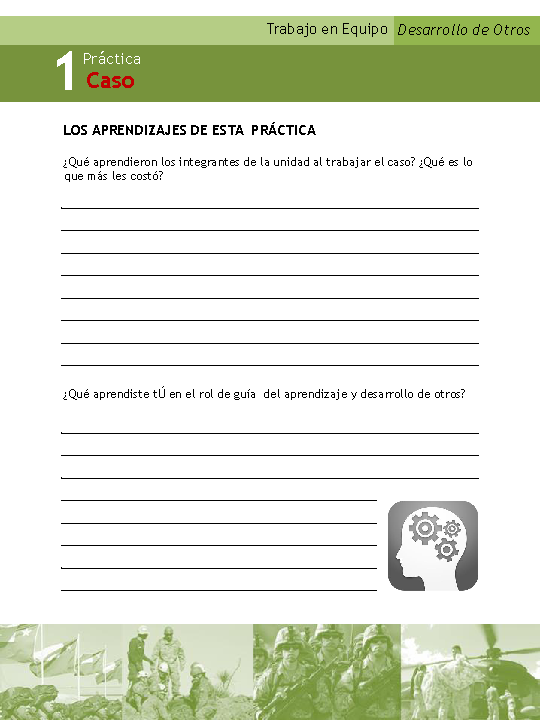 Trabajo en Equipo Desarrollo de Otros
1 Práctica
Caso
LOS APRENDIZAJES DE ESTA PRÁCTICA
¿Qué aprendieron los integrantes de la unidad al trabajar el caso? ¿Qué es lo
que más les costó?
¿Qué aprendiste tÚ en el rol de guía del aprendizaje y desarrollo de otros?